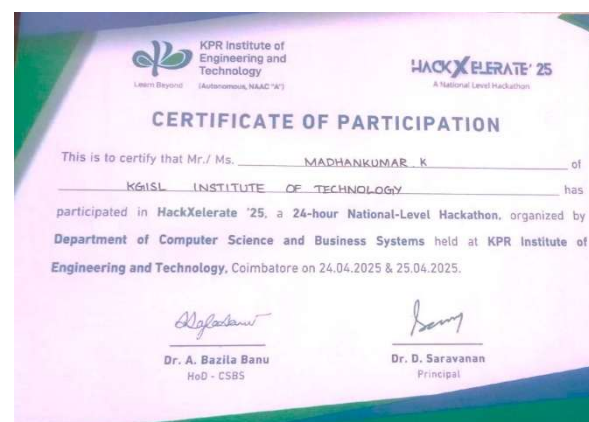 KPR Institute of
Engineering and
Technology
Learn Beyond (Autonomous, NAAC "A")
HACKXELERATE' 25
A National Level Hackathon
CERTIFICATE OF PARTICIPATION
This is to certify that Mr./ Ms. MADHANKUMAR K of
KGISL INSTITUTE OF TECHNOLOGY has
participated in HackXelerate '25, a 24-hour National-Level Hackathon, organized by
Department of Computer Science and Business Systems held at KPR Institute of
Engineering and Technology, Coimbatore on 24.04.2025 & 25.04.2025.
Dr. A. Bazila Banu
HoD - CSBS
Dr. D. Saravanan
Principal